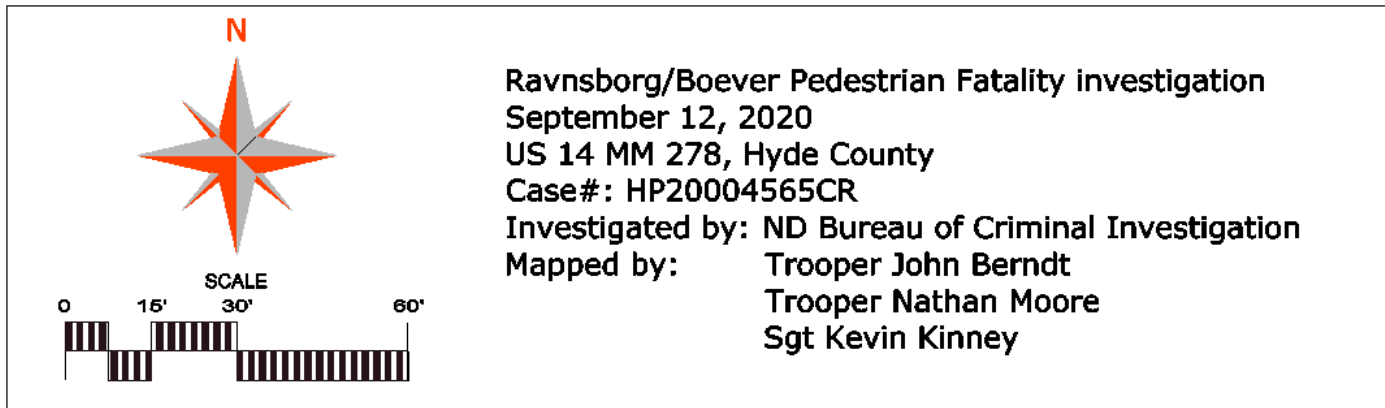 N
SCALE
0 15' 30' 60'
Ravnsborg/Boever Pedestrian Fatality investigation
September 12, 2020
US 14 MM 278, Hyde County
Case#: HP20004565CR
Investigated by: ND Bureau of Criminal Investigation
Mapped by: Trooper John Berndt
Trooper Nathan Moore
Sgt Kevin Kinney